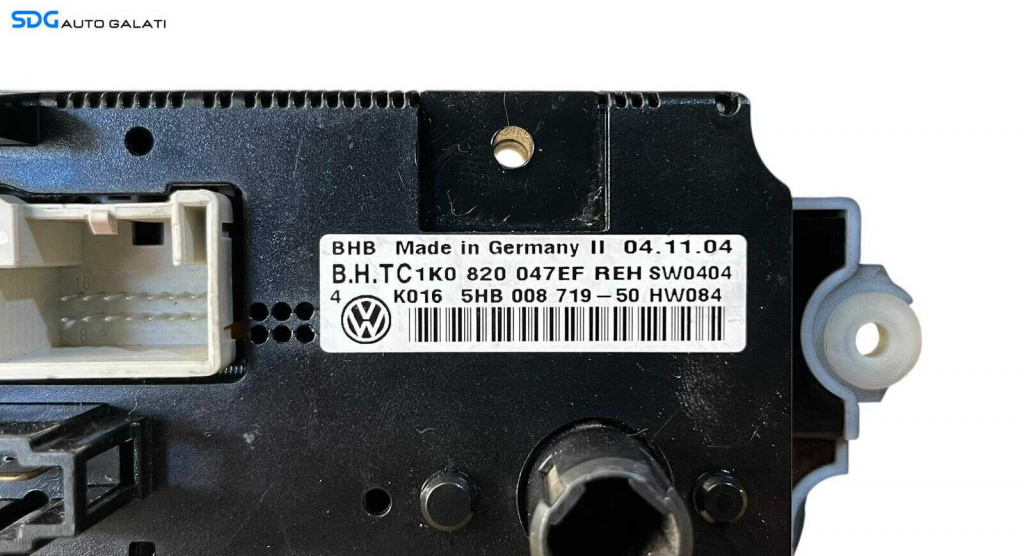 SDG AUTO GALATI
BHB Made in Germany II 04.11.04
B.H.TC 1K0 820 047EF REH SW0404
4 K016 5HB 008 719-50 HW084